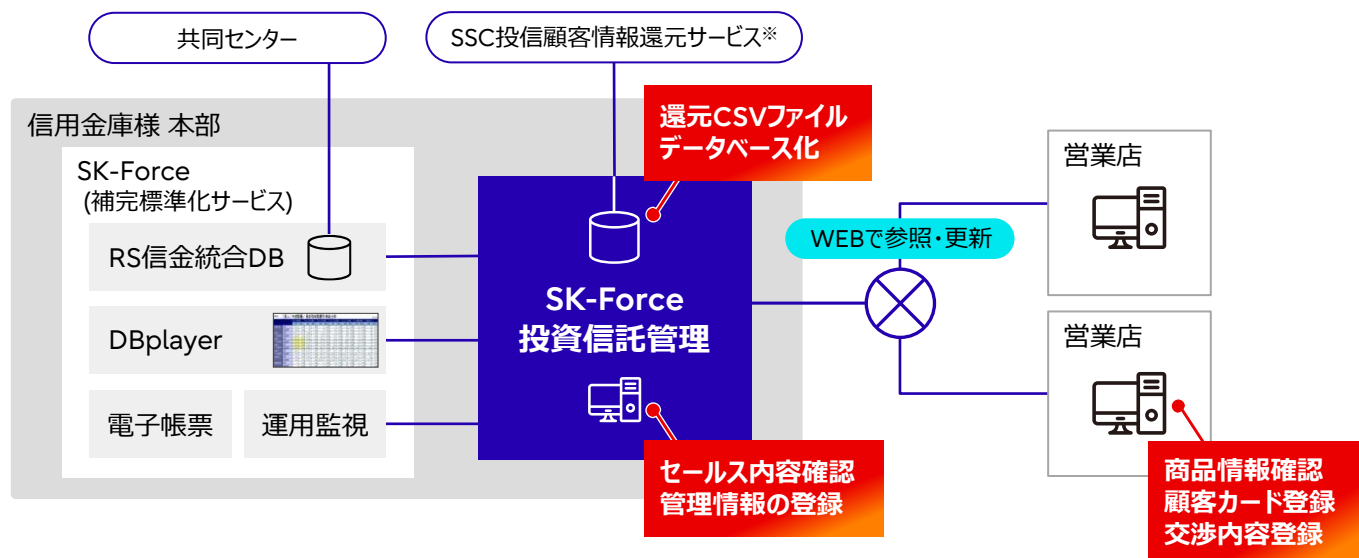 共同センター
SSC投信顧客情報還元サービス※
信用金庫様 本部
還元CSVファイル
データベース化
SK-Force
(補完標準化サービス)
RS信金統合DB
DBplayer
電子帳票
運用監視
SK-Force
投資信託管理
セールス内容確認
管理情報の登録
WEBで参照・更新
営業店
営業店
商品情報確認
顧客カード登録
交渉内容登録